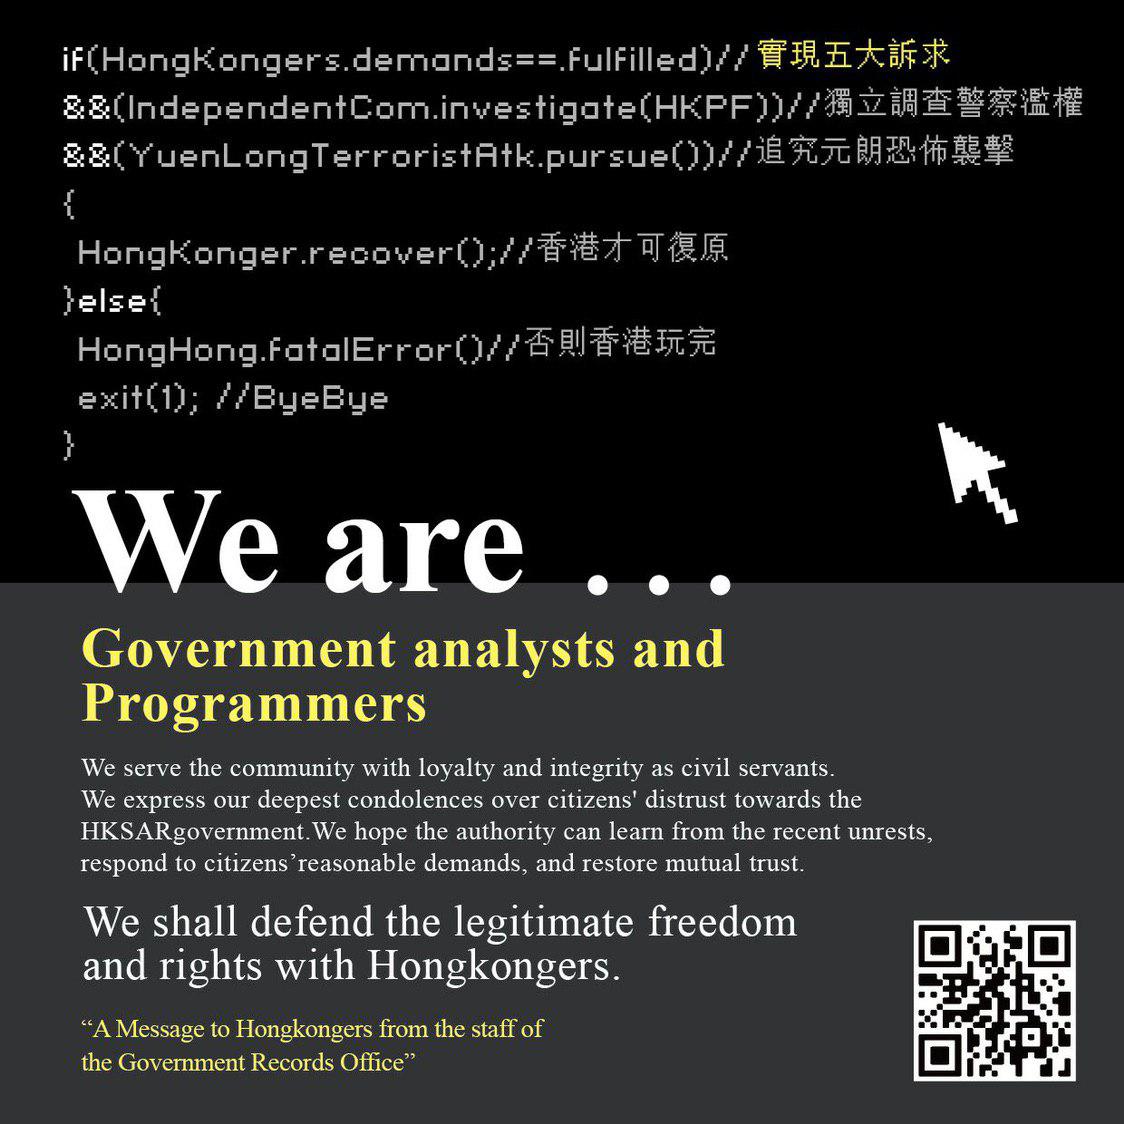 if(HongKongers.demands==.fulfilled)//實現五大訴求
&&(IndependentCom.investigate(HKPF))//獨立調查警察濫權
&&(YuenLongTerroristAtk.pursue())//追究元朗恐佈襲擊
{
HongKonger.recover();//香港才可復原
}else{
HongHong.fatalError()//否則香港玩完
exit(1); //ByeBye
}
We are . . .
Government analysts and
Programmers
We serve the community with loyalty and integrity as civil servants.
We express our deepest condolences over citizens' distrust towards the
HKSARgovernment.We hope the authority can learn from the recent unrests,
respond to citizens’reasonable demands, and restore mutual trust.
We shall defend the legitimate freedom
and rights with Hongkongers.
“A Message to Hongkongers from the staff of
the Government Records Office”